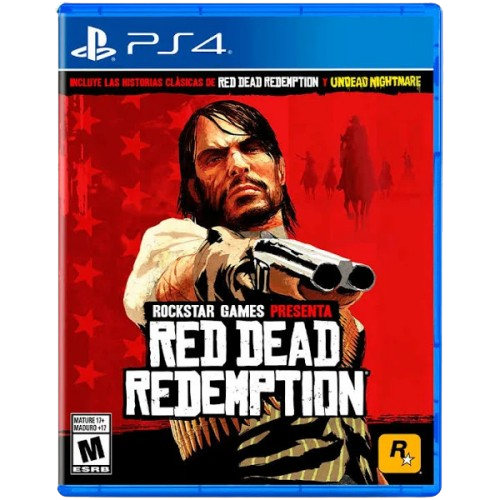 PS4
INCLUYE LAS HISTORIAS CLÁSICAS DE RED DEAD REDEMPTION Y UNDEAD NIGHTMARE
ROCKSTAR GAMES PRESENTA
RED DEAD
REDEMPTION
MATURE 17+
MADURO +17
M
ESRB
R